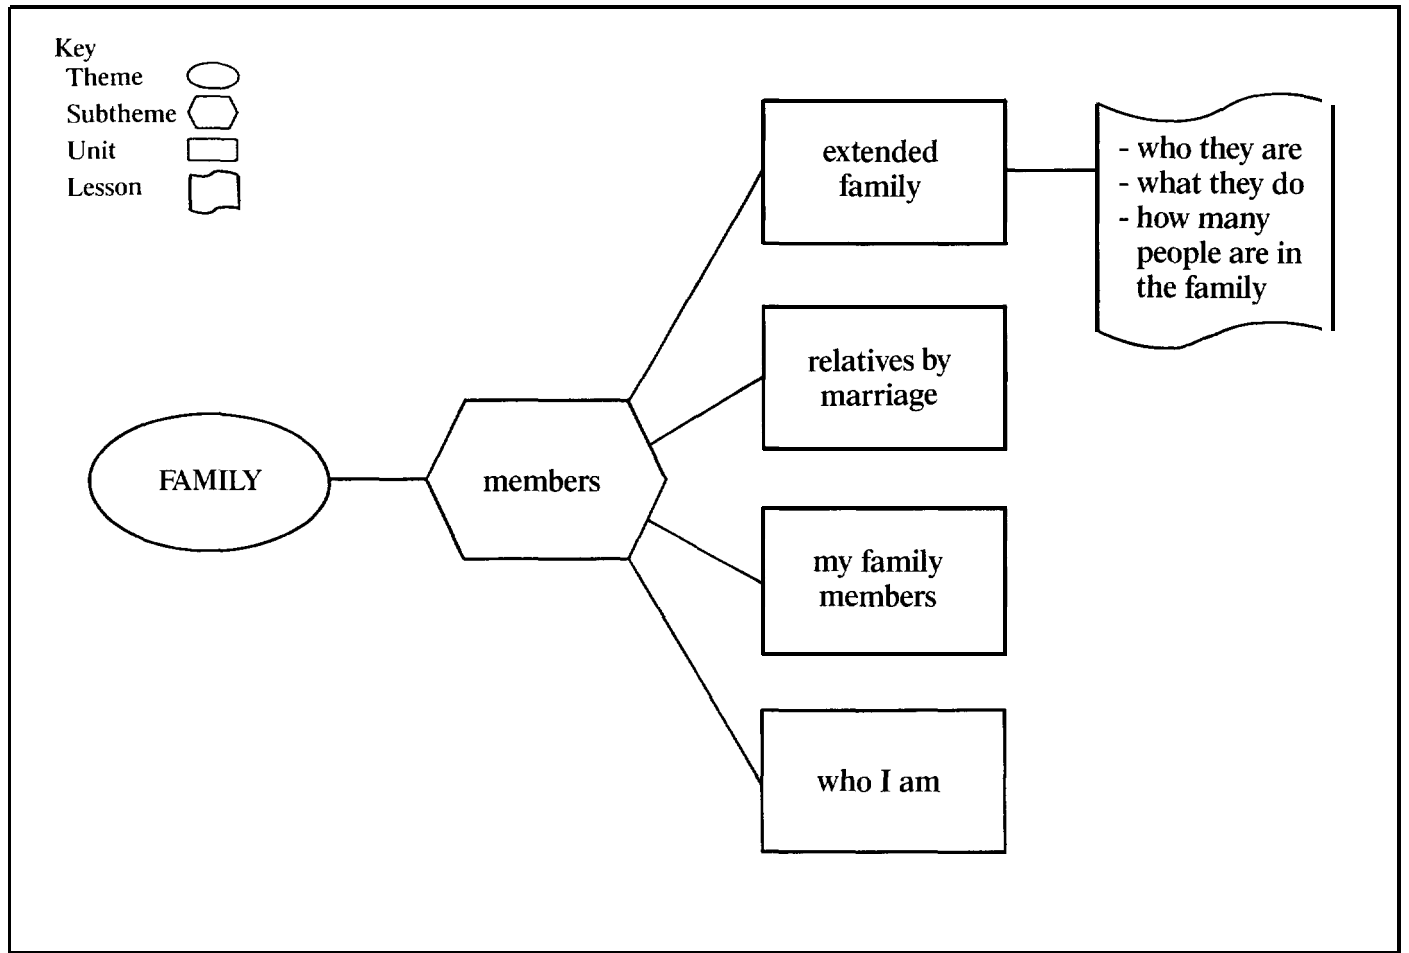 Key
Theme
Subtheme
Unit
Lesson
extended
family
- who they are
- what they do
- how many
people are in
the family
relatives by
marriage
FAMILY
members
my family
members
who I am